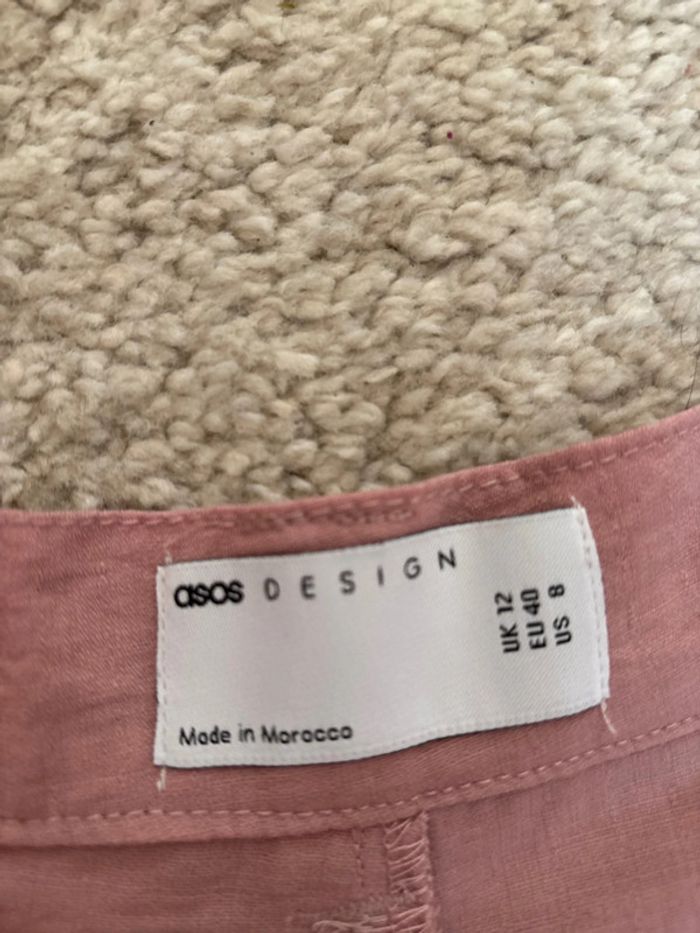 asos DESIGN
UK 12
EU 40
US 8
Made in Morocco